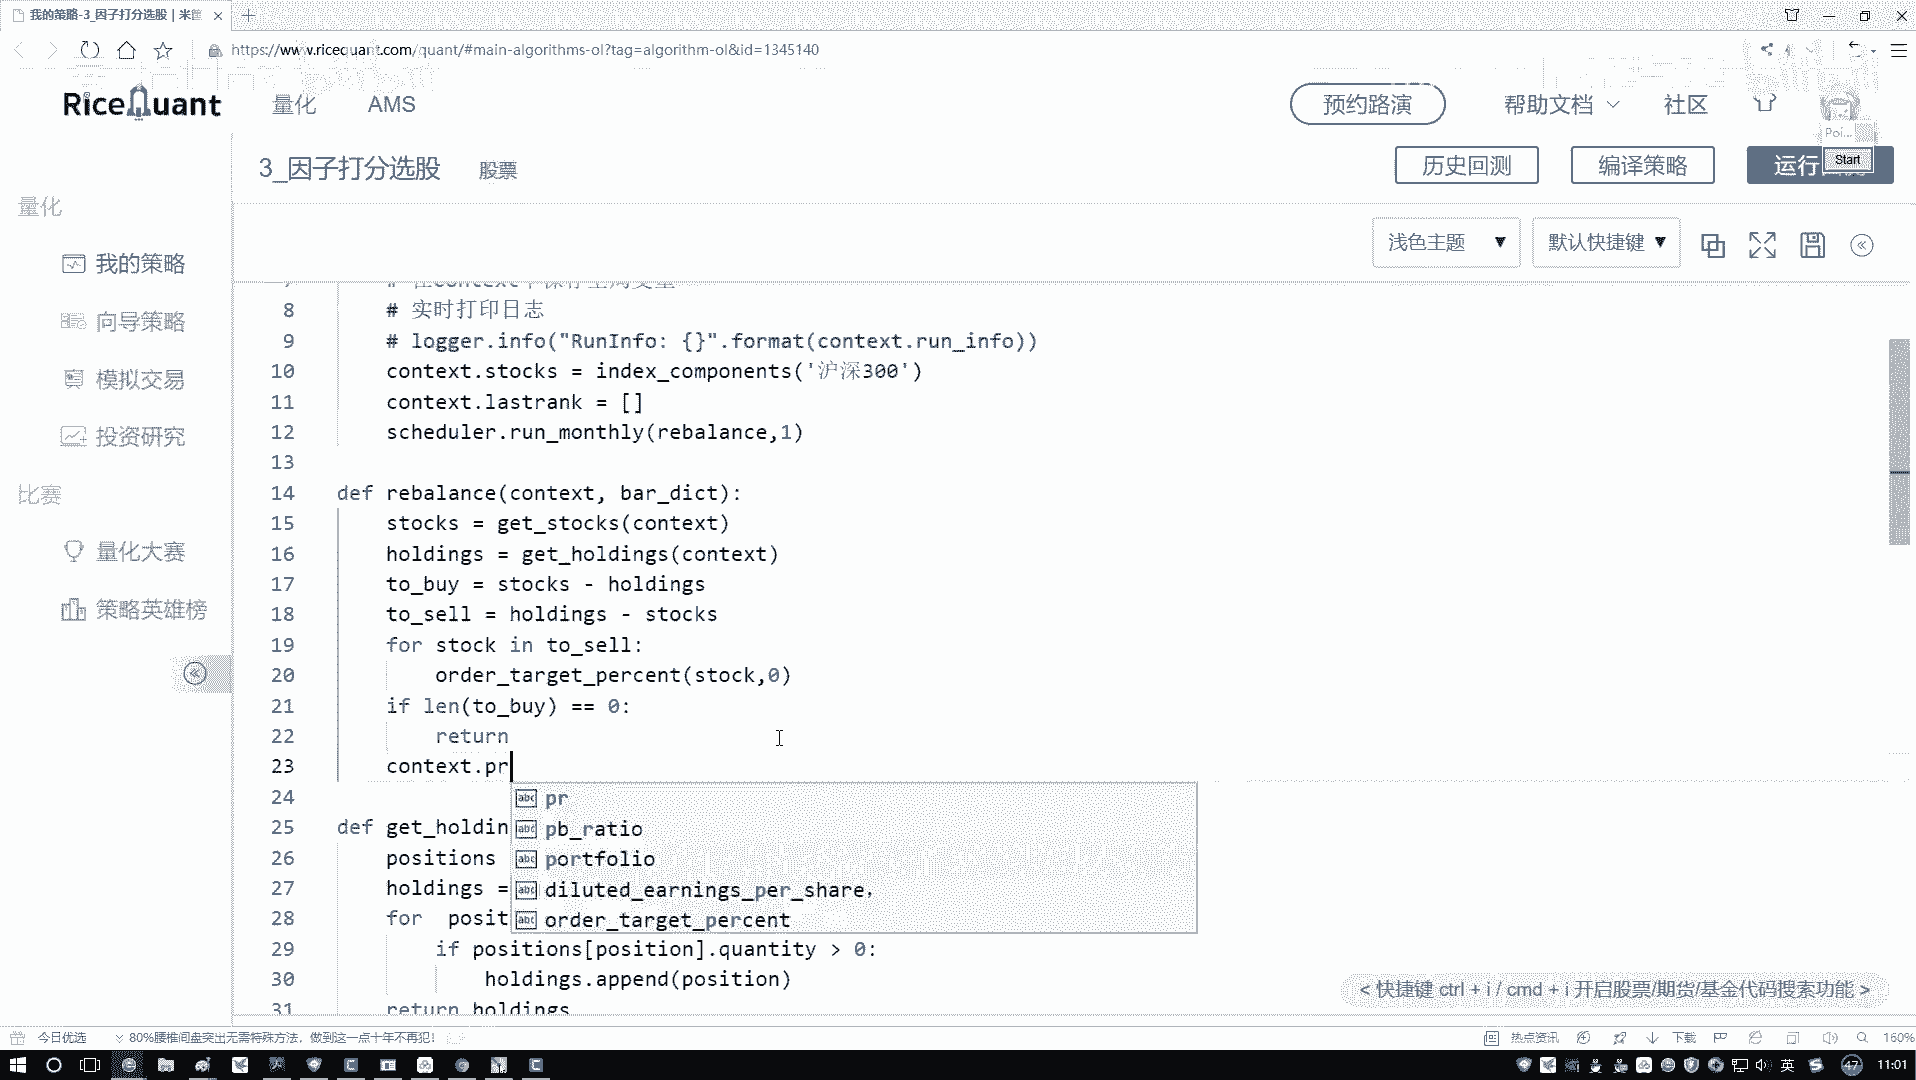 我的策略-3_因子打分选股 | 米筐
https://www.ricequant.com/quant/#main-algorithms-ol?tag=algorithm-ol&id=1345140
RiceQuant
量化
AMS
预约路演
帮助文档
社区
Poi...
Start
3_因子打分选股
股票
历史回测
编译策略
运行
量化
我的策略
向导策略
模拟交易
投资研究
比赛
量化大赛
策略英雄榜
浅色主题
默认快捷键
8 # 实时打印日志
9 # logger.info("RunInfo: {}".format(context.run_info))
10 context.stocks = index_components('沪深300')
11 context.lastrank = []
12 scheduler.run_monthly(rebalance,1)
13
14 def rebalance(context, bar_dict):
15 stocks = get_stocks(context)
16 holdings = get_holdings(context)
17 to_buy = stocks - holdings
18 to_sell = holdings - stocks
19 for stock in to_sell:
20 order_target_percent(stock,0)
21 if len(to_buy) == 0:
22 return
23 context.pr
24
pr
25 def get_holdin
pb_ratio
26 positions
portfolio
27 holdings =
diluted_earnings_per_share,
28 for posit
order_target_percent
29 if positions[position].quantity > 0:
30 holdings.append(position)
31 return holdings
< 快捷键 ctrl + i / cmd + i 开启股票/期货/基金代码搜索功能 >
今日优选
80%腰椎间盘突出无需特殊方法，做到这一点十年不再犯!
热点资讯
下载
160%
英
47
11:01